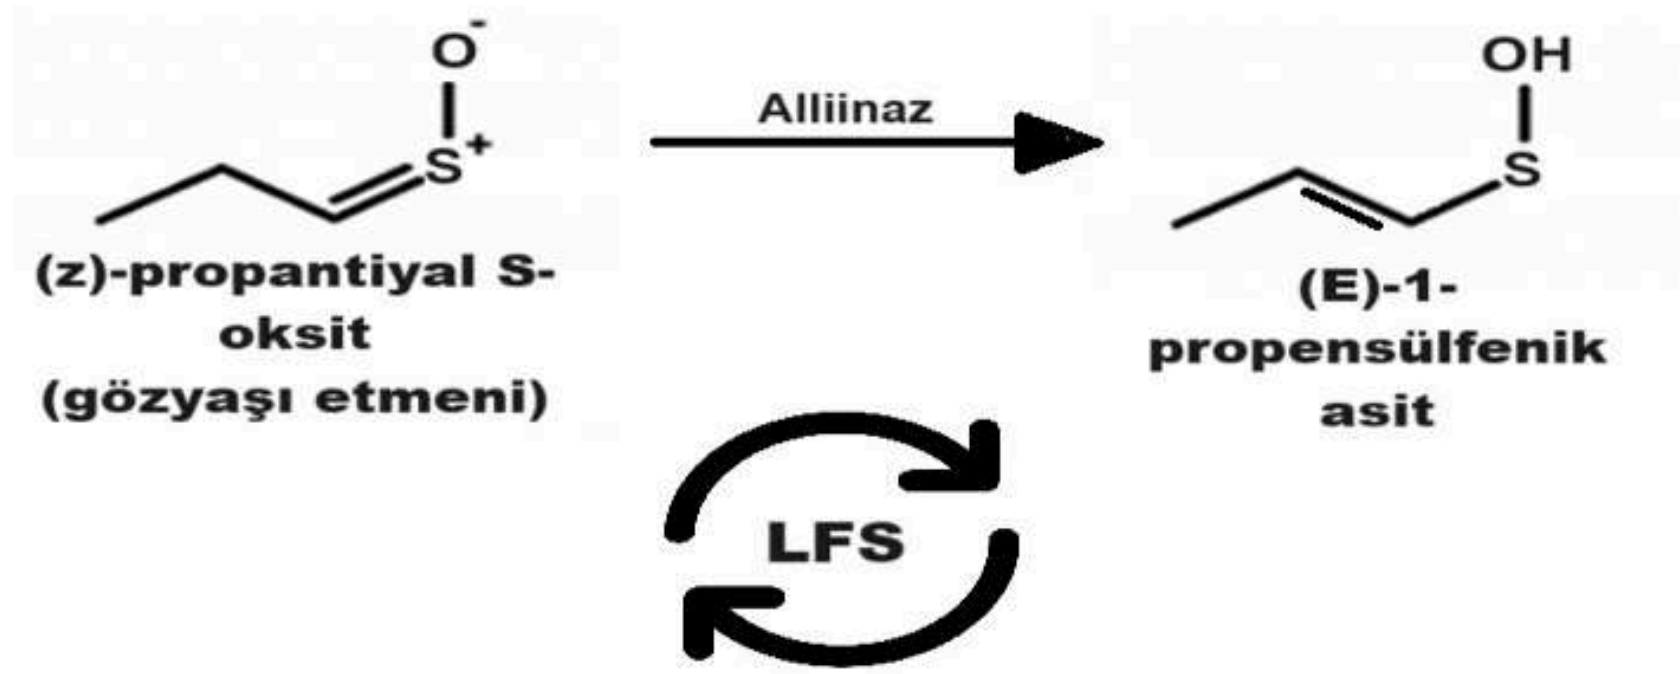 O-
S+
(z)-propantiyal S-
oksit
(gözyaşı etmeni)
Alliinaz
OH
S
(E)-1-
propensülfenik
asit
LFS